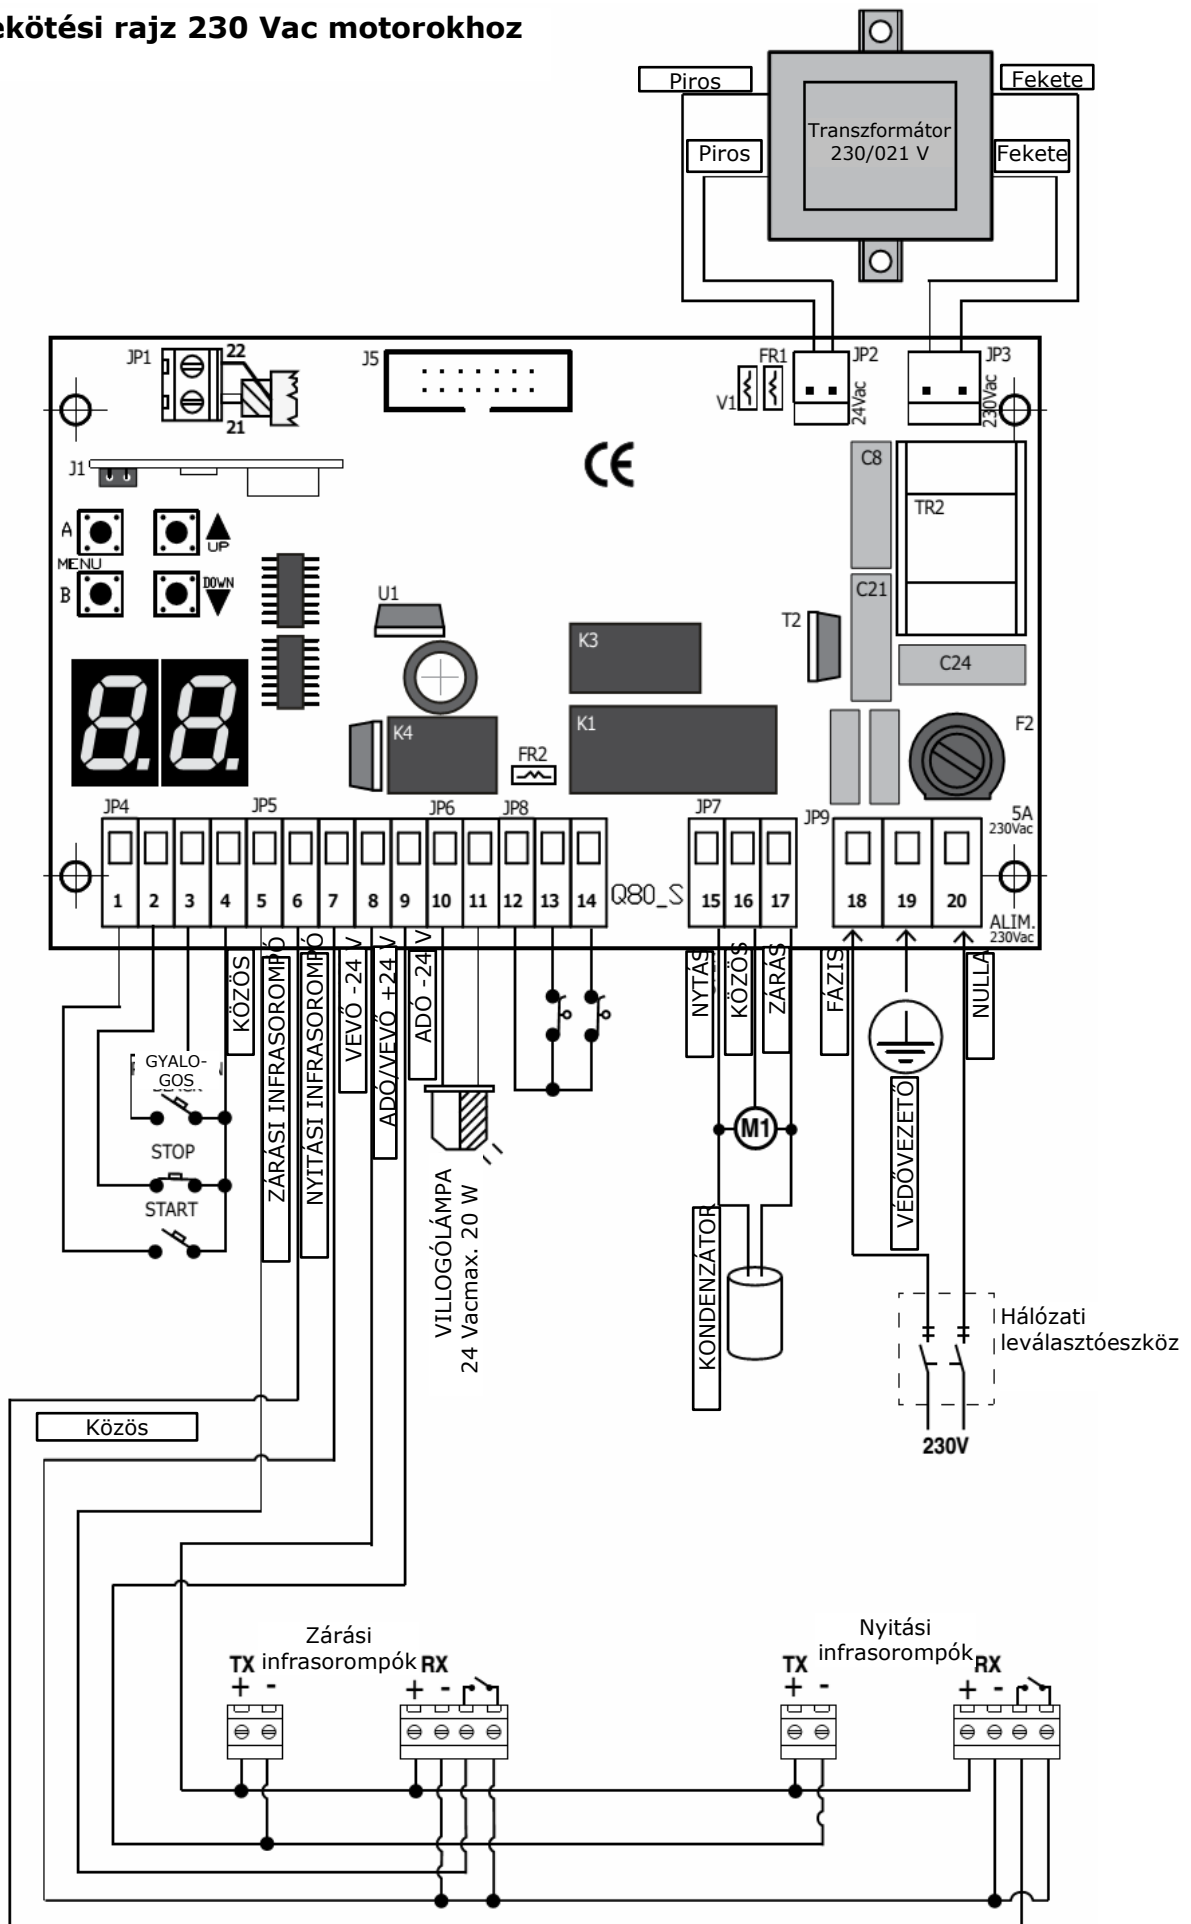 ekötési rajz 230 Vac motorokhoz
Piros
Fekete
Transzformátor
230/021 V
Piros
Fekete
JP1
22
21
J5
V1
FR1
JP2
24Vac
JP3
230Vac
J1
CE
C8
TR2
A
UP
MENU
B
DOWN
U1
C21
T2
K3
C24
K4
K1
FR2
F2
JP4
JP5
JP6
JP8
JP7
JP9
5A
230Vac
1
2
3
4
5
6
7
8
9
10
11
12
13
14
Q80_S
15
16
17
18
19
20
ALIM.
230Vac
KÖZÖS
ZÁRÁSI INFRASOROMPÓ
NYITÁSI INFRASOROMPÓ
VEVŐ -24 V
ADÓ/VEVŐ +24 V
ADÓ -24 V
NYTÁS
KÖZÖS
ZÁRÁS
FÁZIS
NULLA
GYALO-
GOS
STOP
START
M1
VÉDŐVEZETŐ
VILLOGÓLÁMPA
24 Vacmax. 20 W
KONDENZÁTOR
Hálózati
leválasztóeszköz
230V
Közös
Zárási
infrasorompók
TX
+ -
RX
+ -
Nyitási
infrasorompók
TX
+ -
RX
+ -